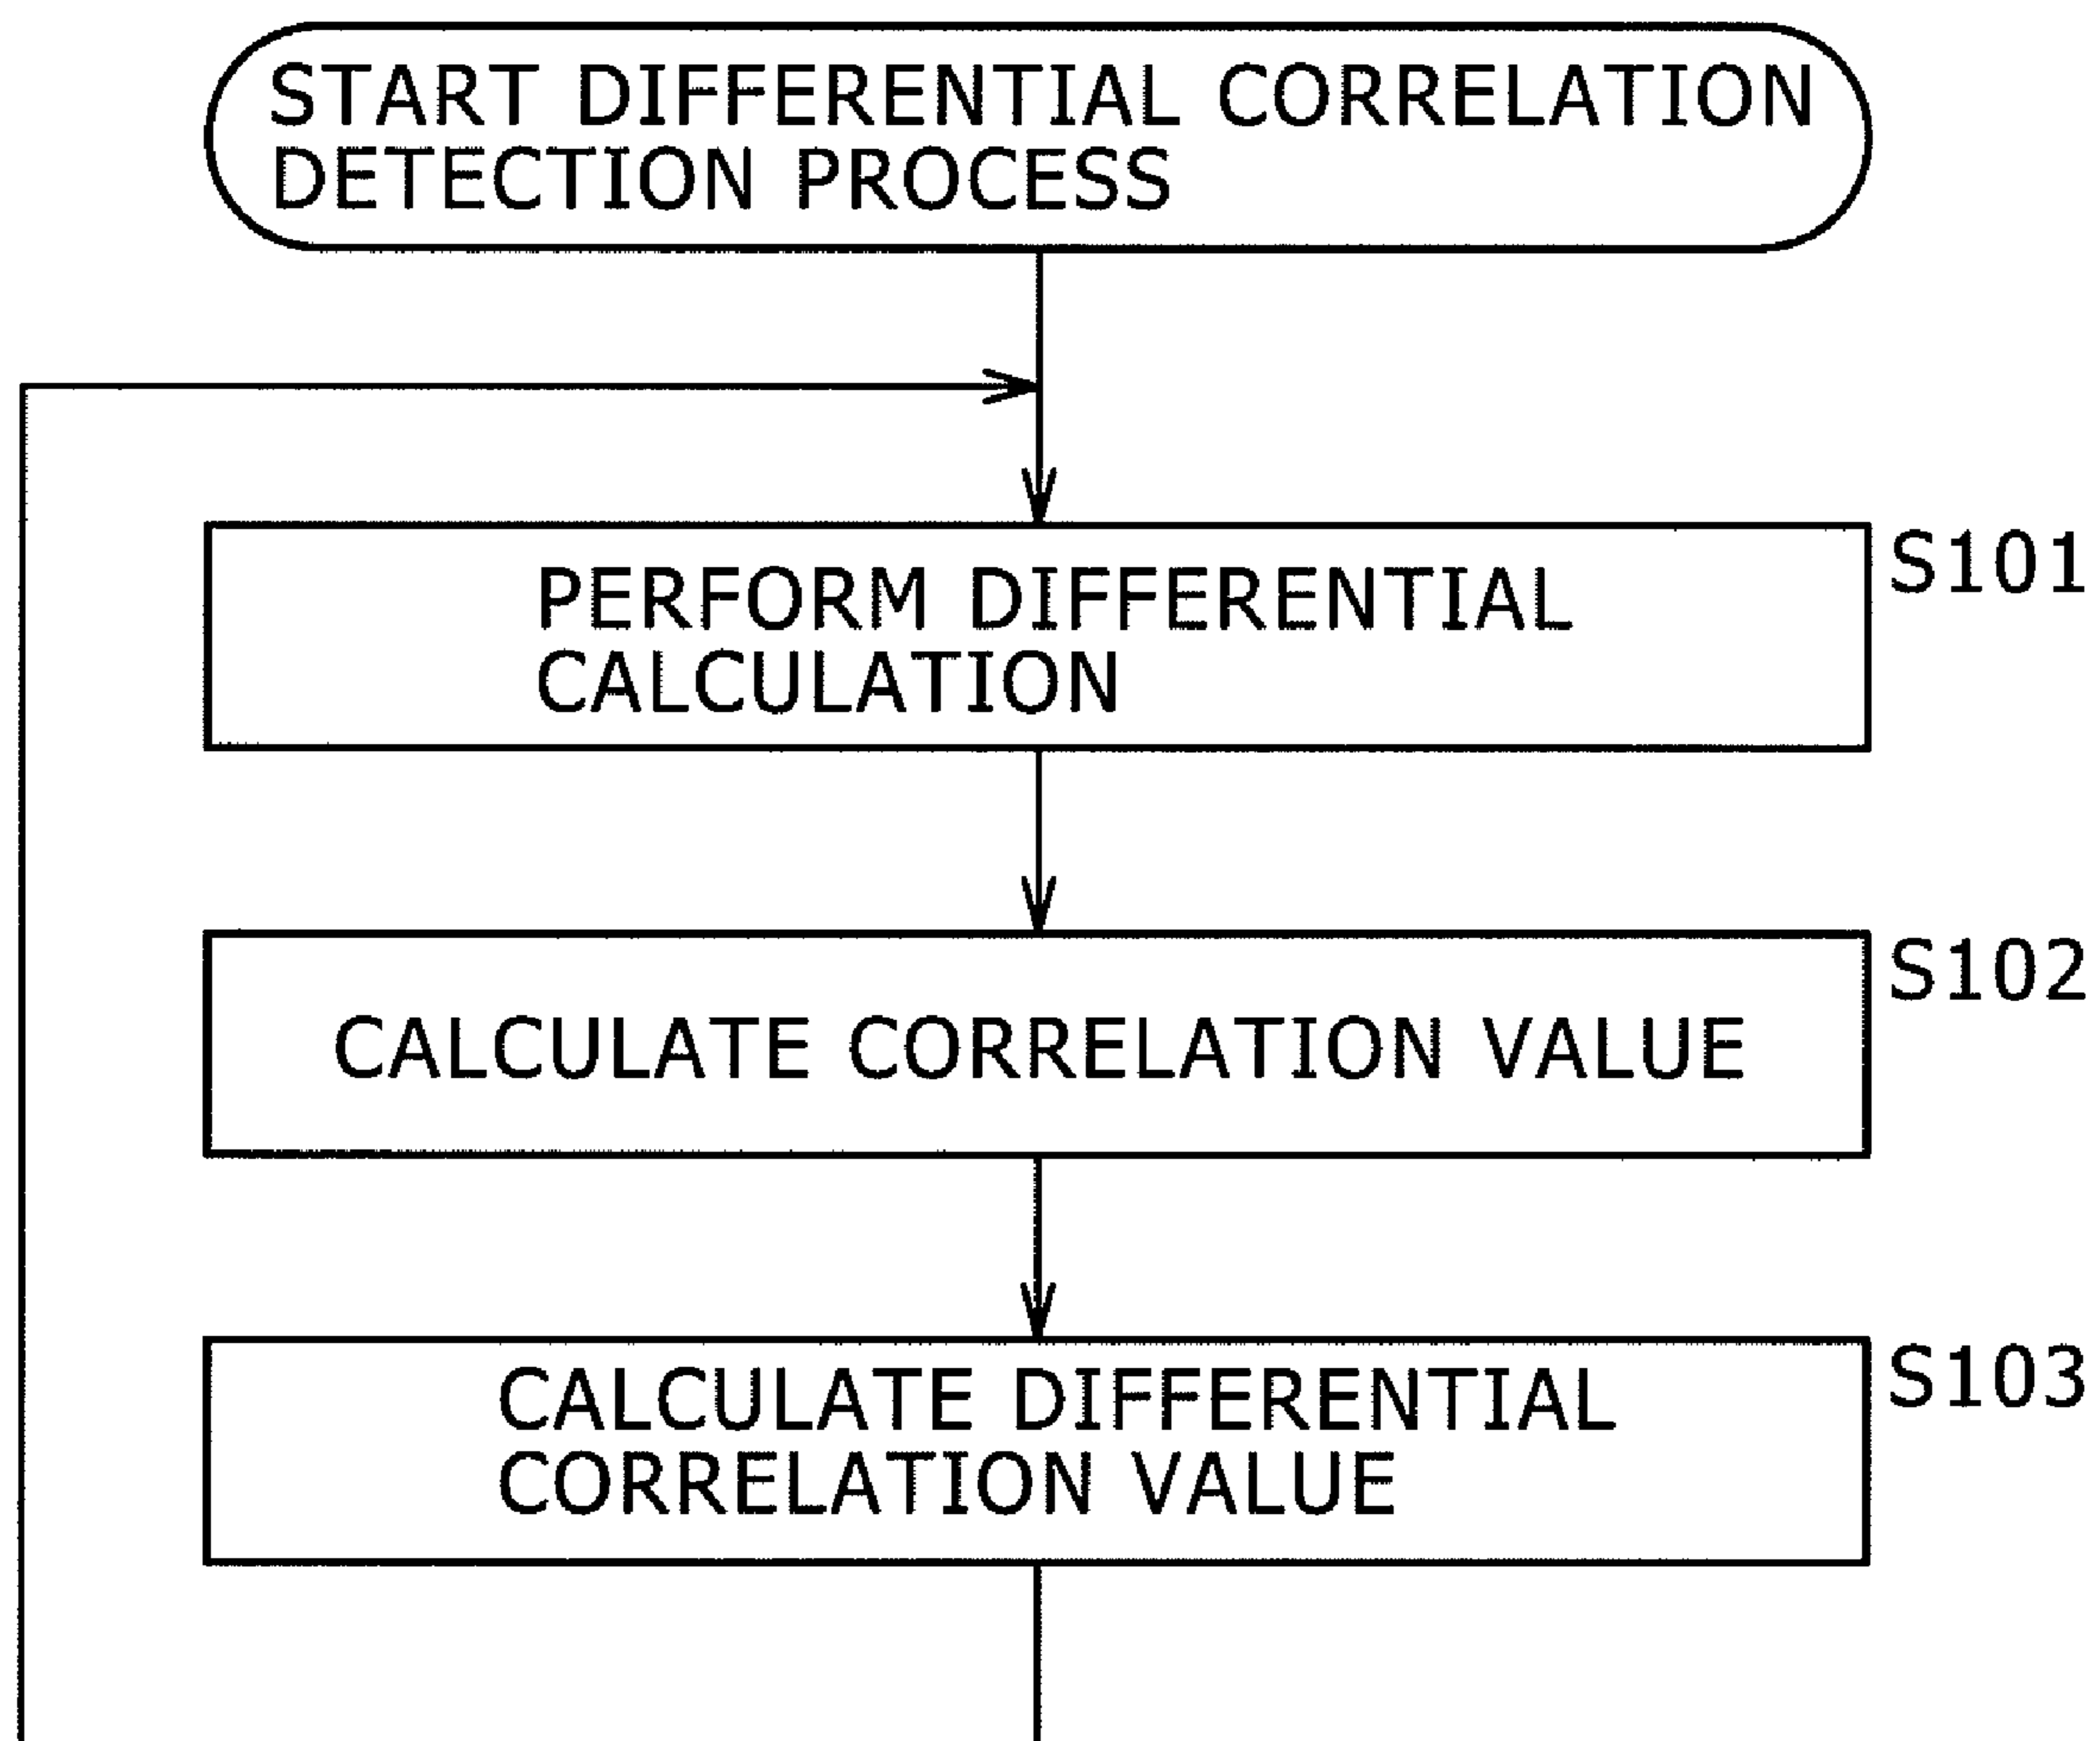 START DIFFERENTIAL CORRELATION
DETECTION PROCESS
S101
PERFORM DIFFERENTIAL
CALCULATION
S102
CALCULATE CORRELATION VALUE
S103
CALCULATE DIFFERENTIAL
CORRELATION VALUE